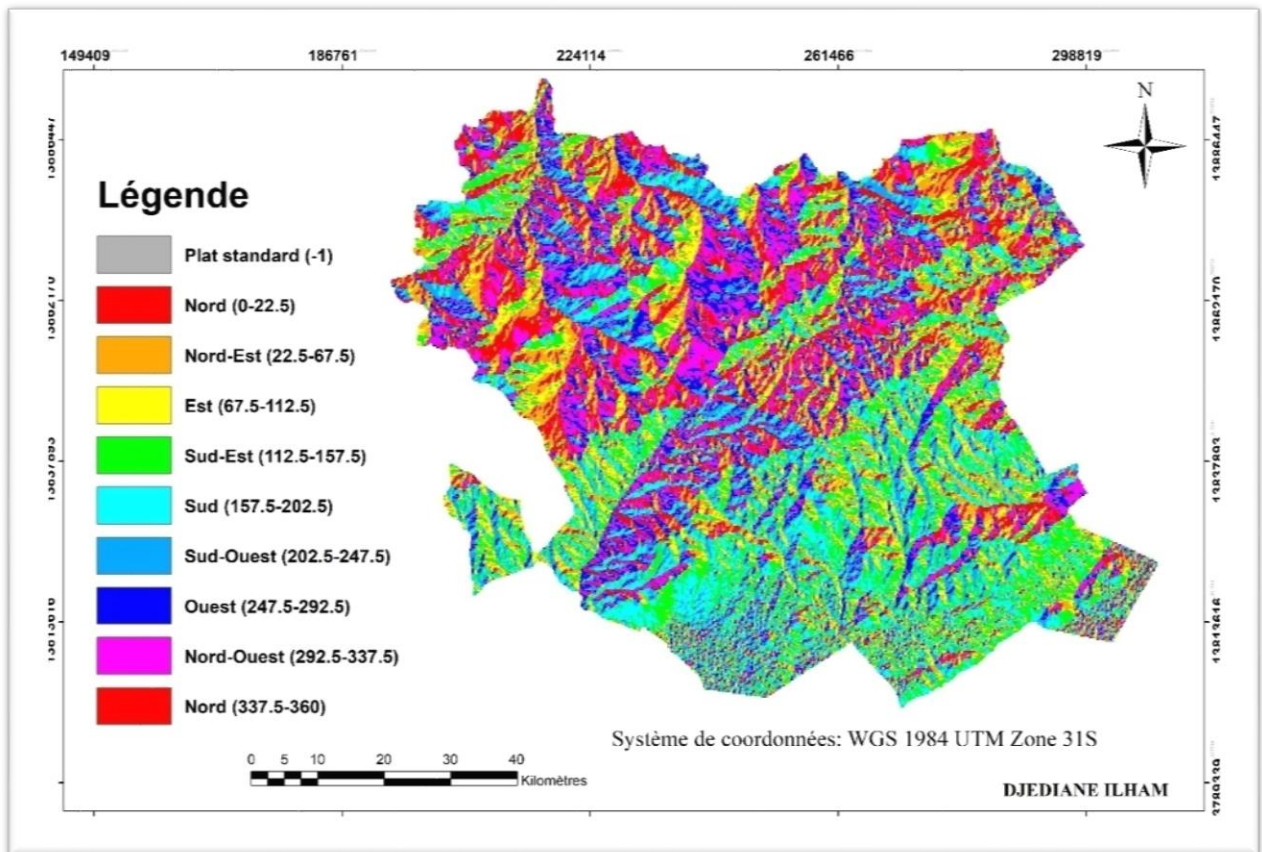 149409 186761 224114 261466 298819
N
Légende
Plat standard (-1)
Nord (0-22.5)
Nord-Est (22.5-67.5)
Est (67.5-112.5)
Sud-Est (112.5-157.5)
Sud (157.5-202.5)
Sud-Ouest (202.5-247.5)
Ouest (247.5-292.5)
Nord-Ouest (292.5-337.5)
Nord (337.5-360)
Système de coordonnées: WGS 1984 UTM Zone 31S
0 5 10 20 30 40
Kilomètres
DJEDIANE ILHAM